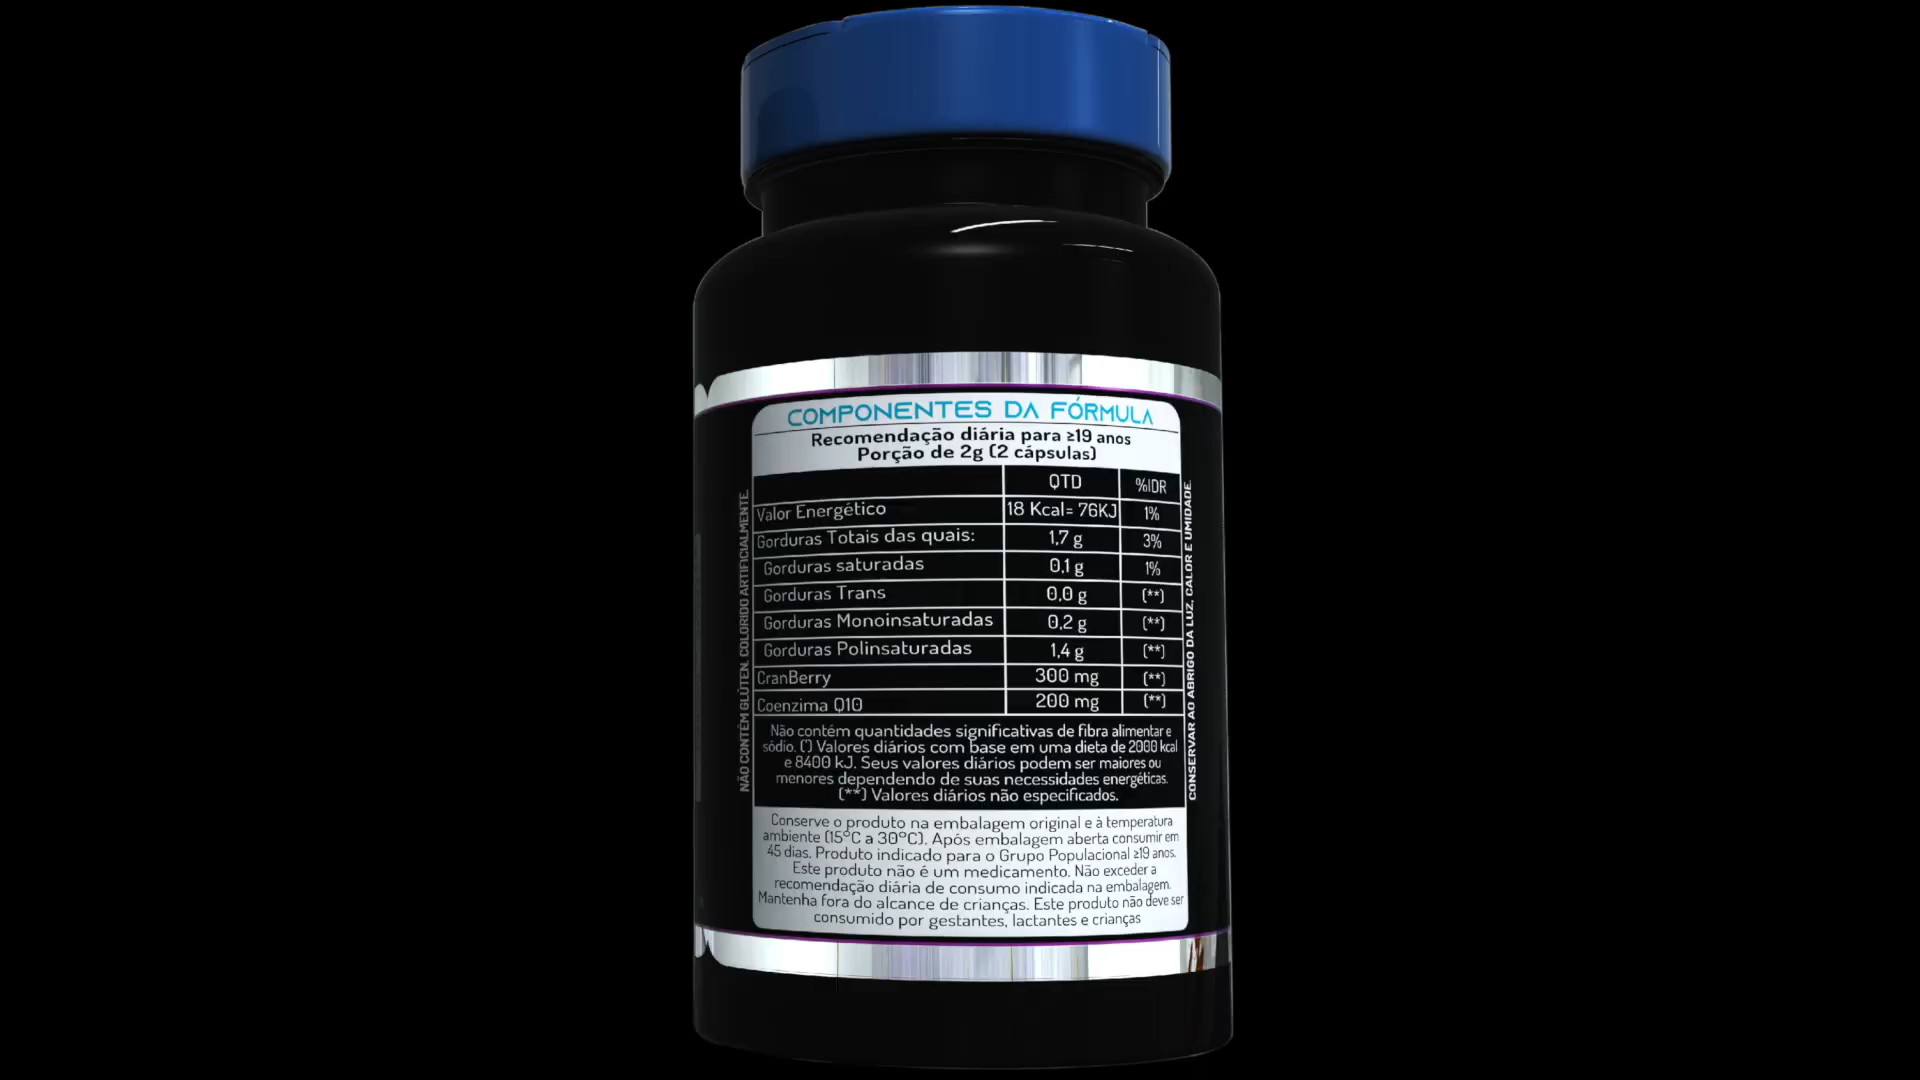 COMPONENTES DA FÓRMULA
Recomendação diária para ≥19 anos
Porção de 2g (2 cápsulas)
QTD %IDR
Valor Energético 18 Kcal= 76KJ 1%
Gorduras Totais das quais: 1,7 g 3%
Gorduras saturadas 0,1 g 1%
Gorduras Trans 0,0 g (**)
Gorduras Monoinsaturadas 0,2 g (**)
Gorduras Polinsaturadas 1,4 g (**)
CranBerry 300 mg (**)
Coenzima Q10 200 mg (**)
Não contém quantidades significativas de fibra alimentar e
sódio. (*) Valores diários com base em uma dieta de 2000 kcal
e 8400 kJ. Seus valores diários podem ser maiores ou
menores dependendo de suas necessidades energéticas.
(**) Valores diários não especificados.
Conserve o produto na embalagem original e à temperatura
ambiente (15°C a 30°C). Após embalagem aberta consumir em
45 dias. Produto indicado para o Grupo Populacional ≥19 anos.
Este produto não é um medicamento. Não exceder a
recomendação diária de consumo indicada na embalagem.
Mantenha fora do alcance de crianças. Este produto não deve ser
consumido por gestantes, lactantes e crianças
NÃO CONTÉM GLÚTEN. COLORIDO ARTIFICIALMENTE.
CONSERVAR AO ABRIGO DA LUZ, CALOR E UMIDADE.